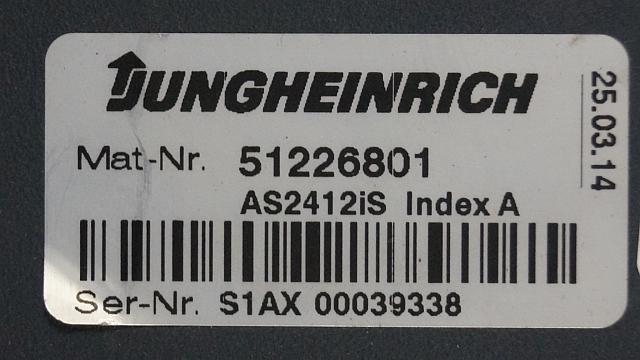 JUNGHEINRICH
Mat-Nr. 51226801
AS2412iS Index A
Ser-Nr. S1AX 00039338
25.03.14